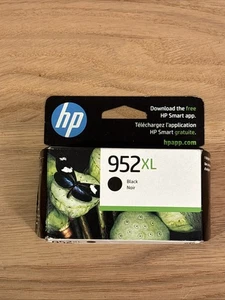 Download the free
HP Smart app.
Téléchargez l'application
HP Smart gratuite.
hpapp.com
hp
952XL
Black
Noir